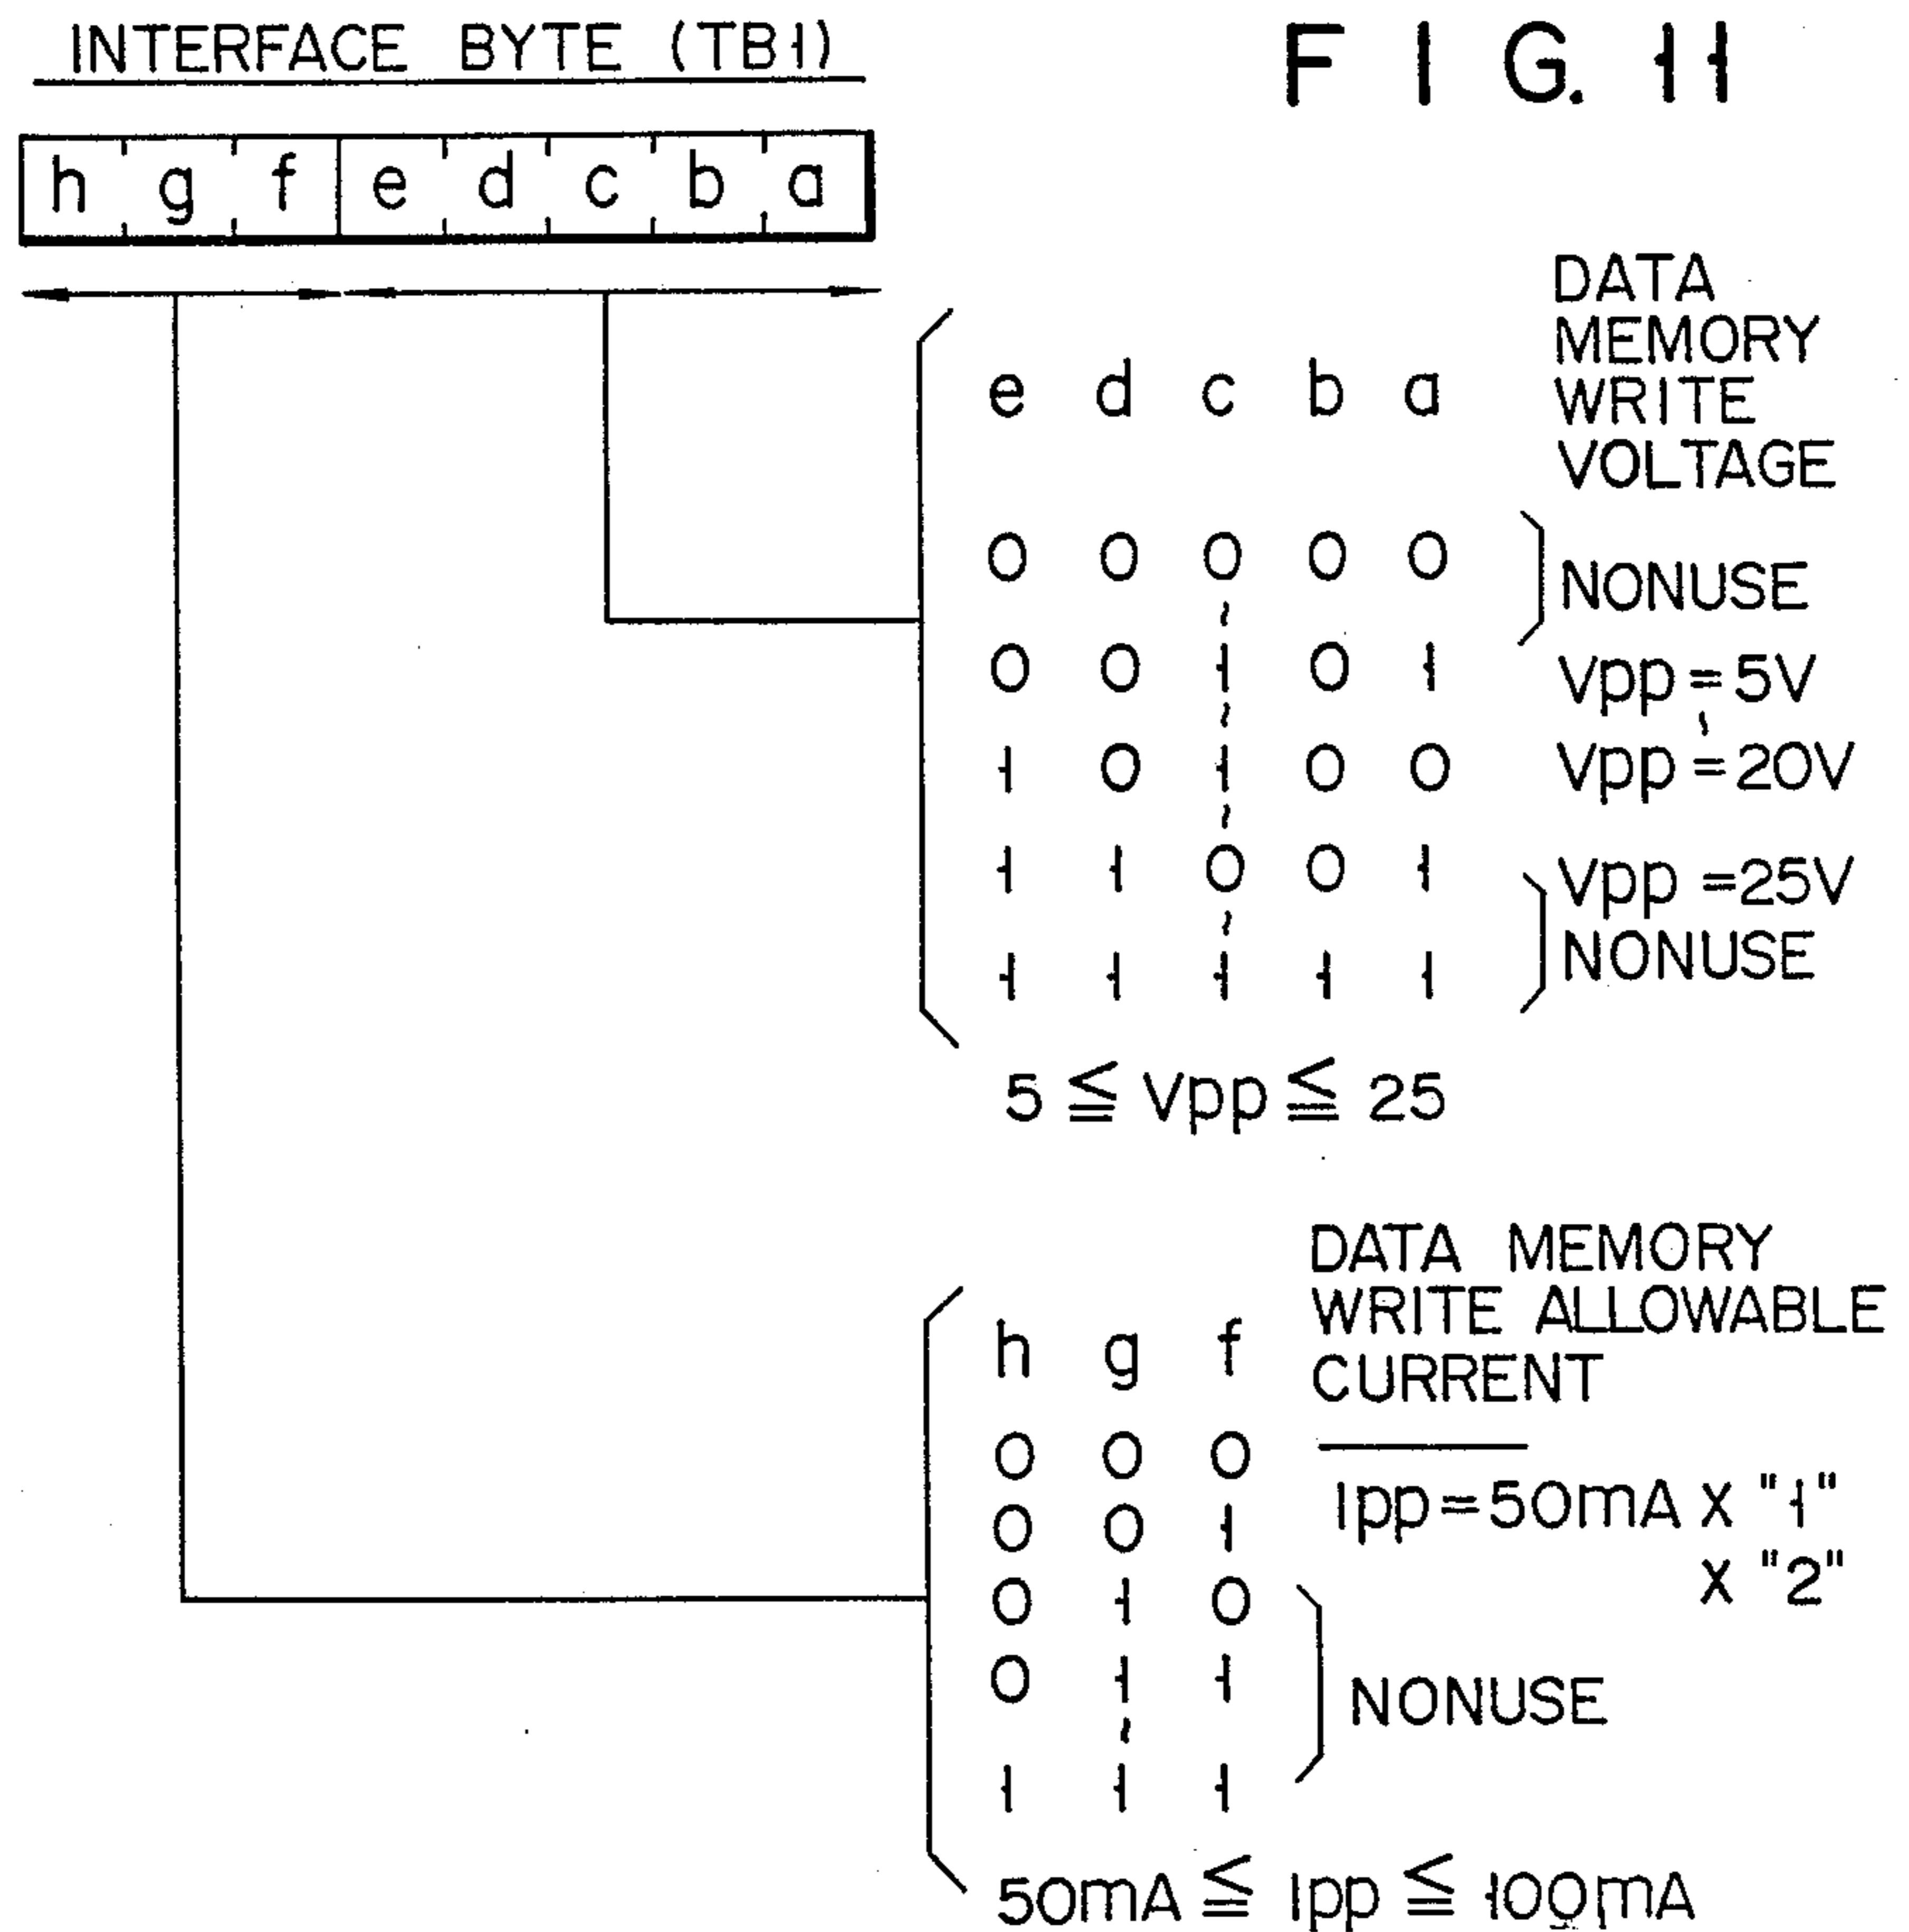 INTERFACE BYTE (TB1)
FIG. 11
h g f e d c b a
DATA
MEMORY
WRITE
VOLTAGE
e d c b a
0 0 0 0 0
NONUSE
~
0 0 1 0 1 Vpp = 5V
~ ~
1 0 1 0 0 Vpp = 20V
~
1 1 0 0 1 Vpp = 25V
~
NONUSE
1 1 1 1 1
5 ≦ Vpp ≦ 25
DATA MEMORY
WRITE ALLOWABLE
CURRENT
h g f
0 0 0
0 0 1 Ipp = 50mA X "1"
0 1 0 X "2"
0 1 1 NONUSE
~
1 1 1
50mA ≦ Ipp ≦ 100mA